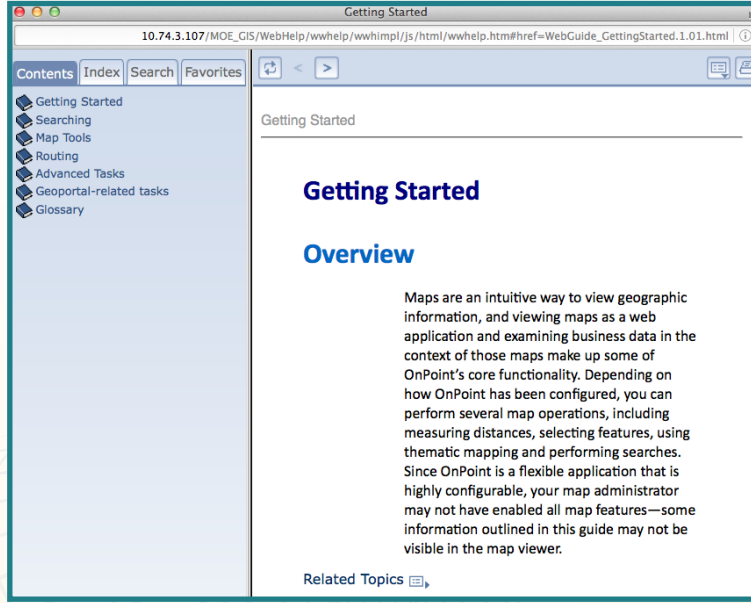 Getting Started
10.74.3.107/MOE_GIS/WebHelp/wwhelp/wwhimpl/js/html/wwhelp.htm#href=WebGuide_GettingStarted.1.01.html
Contents Index Search Favorites
Getting Started
Searching
Map Tools
Routing
Advanced Tasks
Geoportal-related tasks
Glossary
Getting Started
Getting Started
Overview
Maps are an intuitive way to view geographic
information, and viewing maps as a web
application and examining business data in the
context of those maps make up some of
OnPoint's core functionality. Depending on
how OnPoint has been configured, you can
perform several map operations, including
measuring distances, selecting features, using
thematic mapping and performing searches.
Since OnPoint is a flexible application that is
highly configurable, your map administrator
may not have enabled all map features—some
information outlined in this guide may not be
visible in the map viewer.
Related Topics